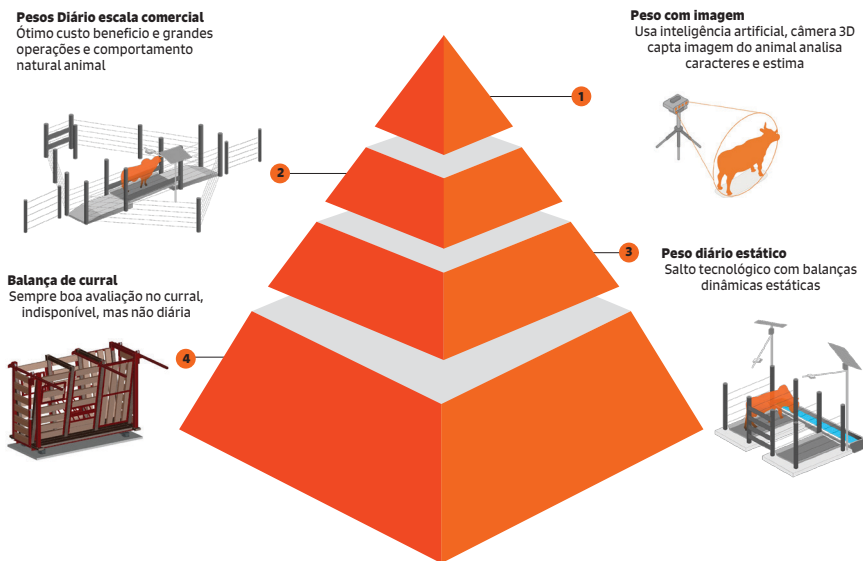 Pesos Diário escala comercial
Ótimo custo beneficio e grandes
operações e comportamento
natural animal
Peso com imagem
Usa inteligência artificial, câmera 3D
capta imagem do animal analisa
caracteres e estima
1
2
3
Peso diário estático
Salto tecnológico com balanças
dinâmicas estáticas
Balança de curral
Sempre boa avaliação no curral,
indisponível, mas não diária
4